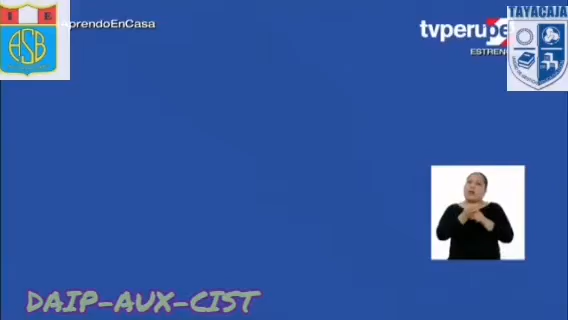 I E
ASB
AprendoEnCasa
tvperu
ESTRENO
TAYACAJA
DAIP-AUX-CIST